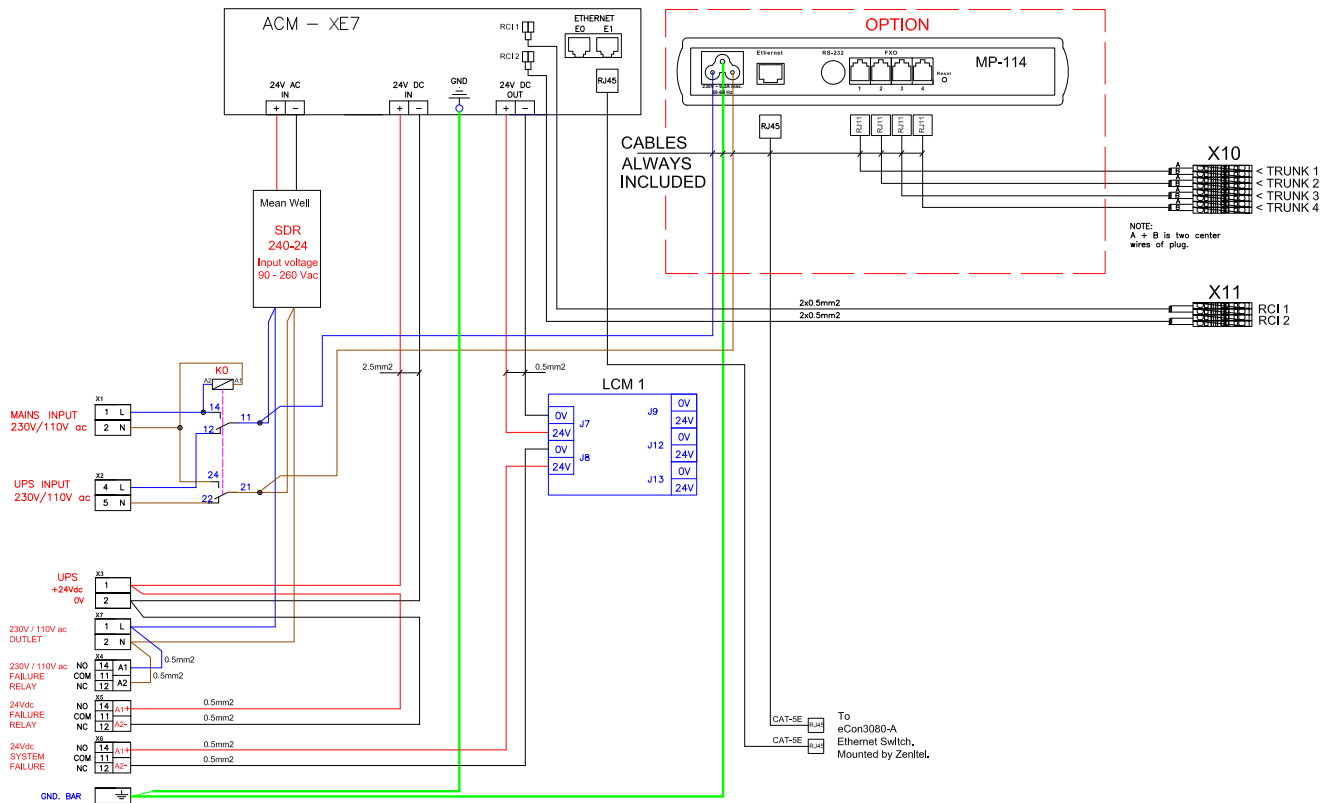 ACM - XE7
RCI 1
RCI 2
ETHERNET
E0 E1
RJ45
24V AC
IN
+ -
24V DC
IN
+ -
GND
24V DC
OUT
+ -
OPTION
Ethernet
RS-232
FXO
MP-114
Reset
1 2 3 4
50-60 Hz
RJ45
RJ11 RJ11 RJ11 RJ11
CABLES
ALWAYS
INCLUDED
X10
A
B
A
B
A
B
A
B
< TRUNK 1
< TRUNK 2
< TRUNK 3
< TRUNK 4
NOTE:
A + B is two center
wires of plug.
Mean Well
SDR
240-24
Input voltage
90 - 260 Vac
X11
2x0.5mm2
2x0.5mm2
RCI 1
RCI 2
K0
A2 A1
2.5mm2
0.5mm2
LCM 1
0V
24V
J7
0V
24V
J8
J9
0V
24V
J12
0V
24V
J13
0V
24V
MAINS INPUT
230V/110V ac
X1
1 L
2 N
14
11
12
UPS INPUT
230V/110V ac
X2
4 L
5 N
24
21
22
UPS
+24Vdc
0V
X3
1
2
230V / 110V ac
OUTLET
X7
1 L
2 N
230V / 110V ac
FAILURE
RELAY
X4
NO 14 A1
COM 11
NC 12 A2
0.5mm2
0.5mm2
24Vdc
FAILURE
RELAY
X5
NO 14 A1+
COM 11
NC 12 A2-
0.5mm2
0.5mm2
24Vdc
SYSTEM
FAILURE
X6
NO 14 A1+
COM 11
NC 12 A2-
0.5mm2
0.5mm2
GND. BAR
CAT-5E RJ45
CAT-5E RJ45
To
eCon3080-A
Ethernet Switch.
Mounted by Zenitel.